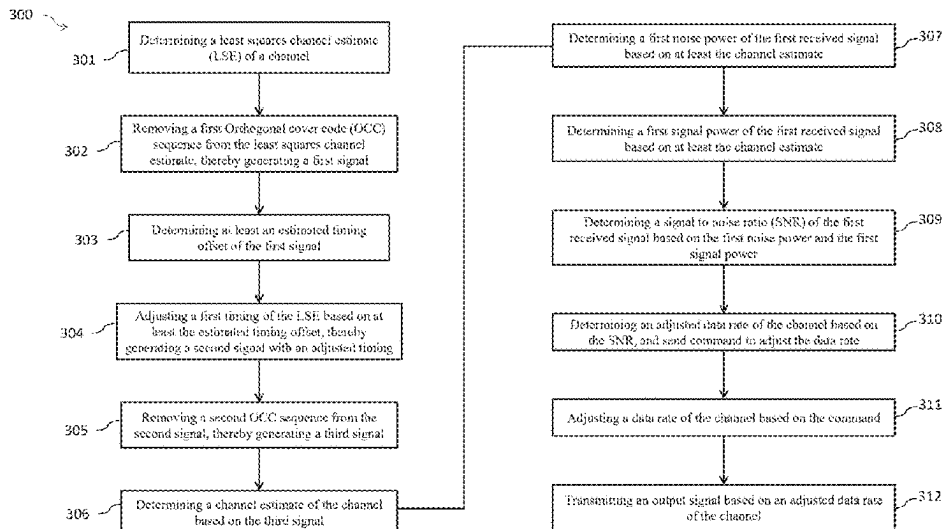 300
301
Determining a least squares channel estimate
(LSE) of a channel
302
Removing a first Orthogonal cover code (OCC)
sequence from the least squares channel
estimate, thereby generating a first signal
303
Determining at least an estimated timing
offset of the first signal
304
Adjusting a first timing of the LSE based on at
least the estimated timing offset, thereby
generating a second signal with an adjusted timing
305
Removing a second OCC sequence from the
second signal, thereby generating a third signal
306
Determining a channel estimate of the channel
based on the third signal
307
Determining a first noise power of the first received signal
based on at least the channel estimate
308
Determining a first signal power of the first received signal
based on at least the channel estimate
309
Determining a signal to noise ratio (SNR) of the first
received signal based on the first noise power and the first
signal power
310
Determining an adjusted data rate of the channel based on
the SNR, and send command to adjust the data rate
311
Adjusting a data rate of the channel based on the command
312
Transmitting an output signal based on an adjusted data rate
of the channel